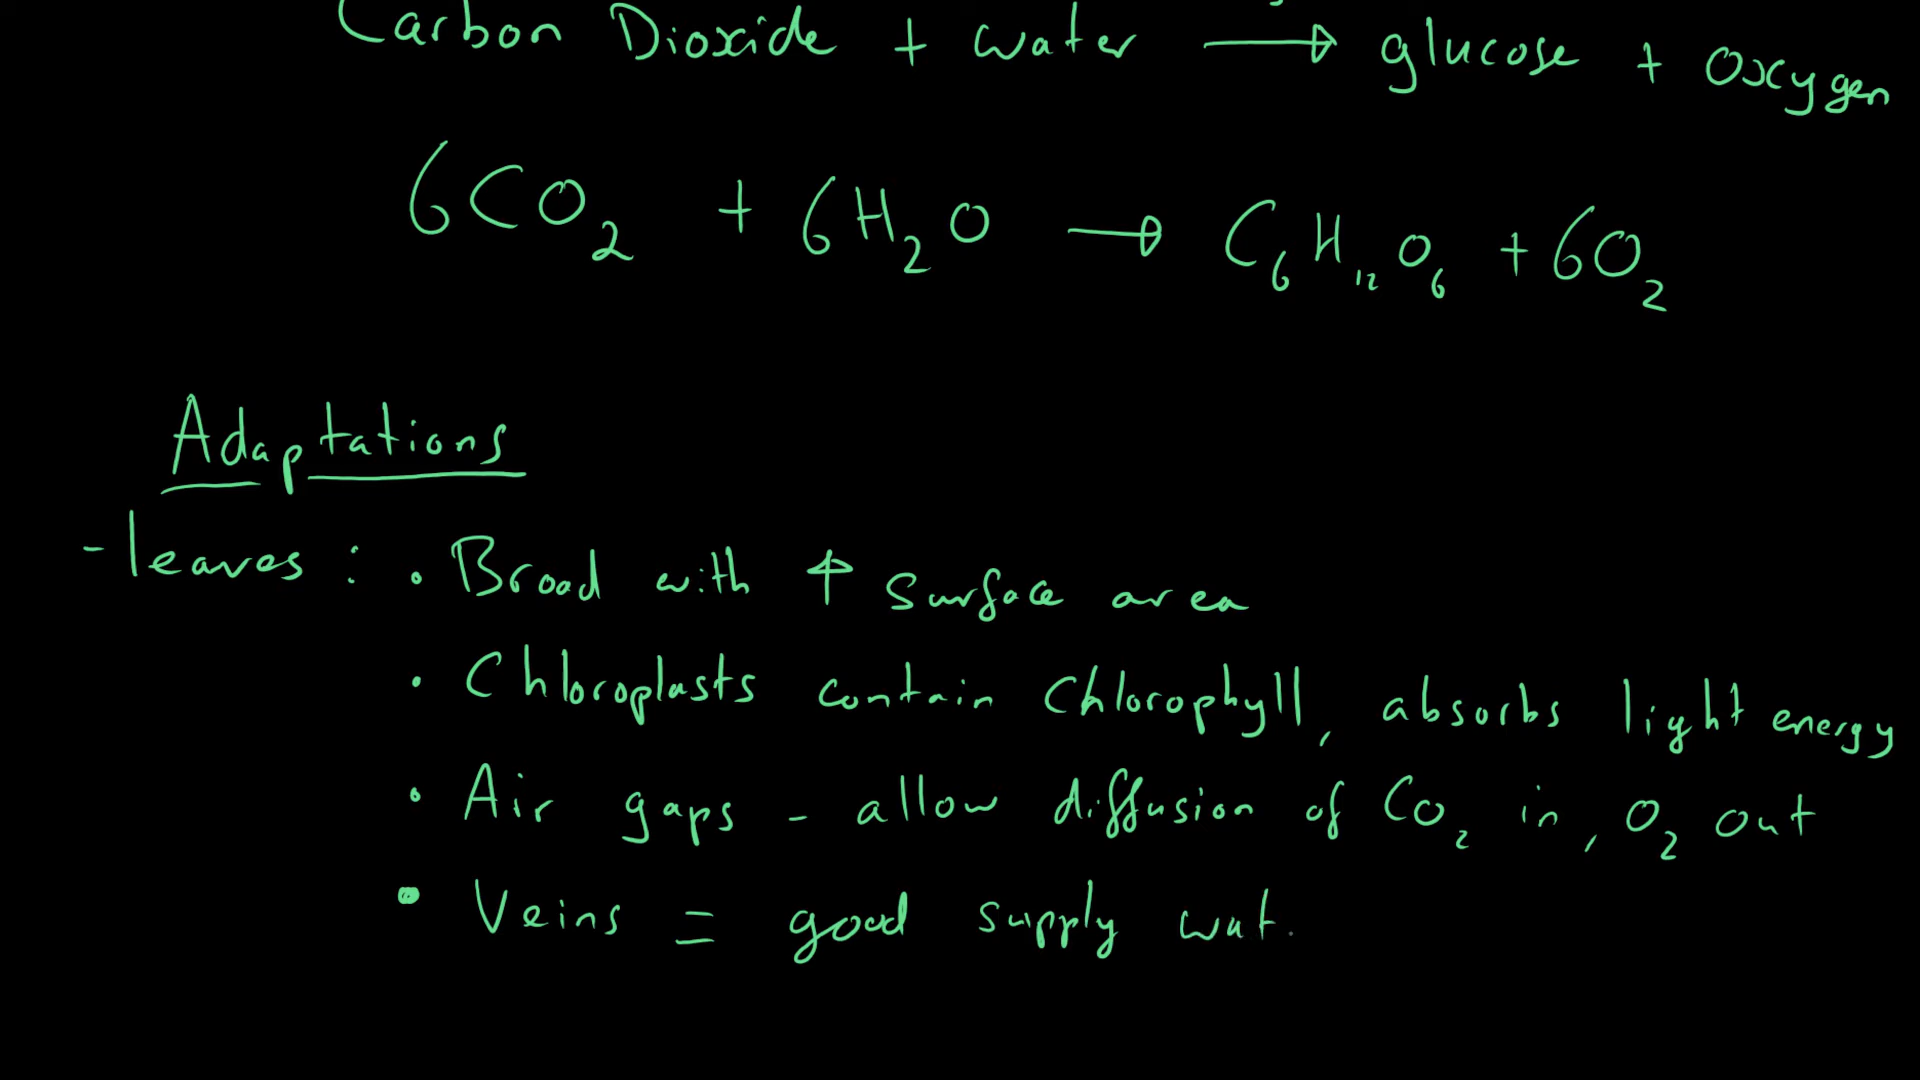 Carbon Dioxide + water → glucose + Oxygen
6CO₂ + 6H₂O → C₆H₁₂O₆ + 6O₂
Adaptations
- leaves : • Broad with ↑ surface area
• Chloroplasts contain Chlorophyll, absorbs light energy
• Air gaps - allow diffusion of CO₂ in, O₂ out
• Veins = good supply wat